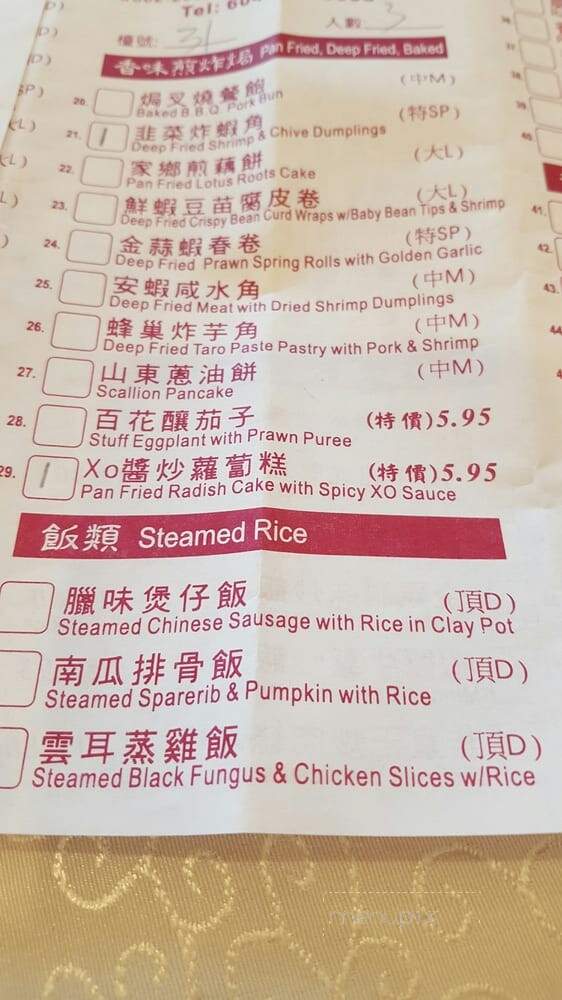 Tel: 60
檯號: 31
人數 3
香味煎炸焗 Pan Fried, Deep Fried, Baked
20. 焗叉燒餐飽 (中M)
Baked B.B.Q. Pork Bun
21. 1 韭菜炸蝦角 (特SP)
Deep Fried Shrimp & Chive Dumplings
22. 家鄉煎藕餅 (大L)
Pan Fried Lotus Roots Cake
23. 鮮蝦豆苗腐皮卷 (大L)
Deep Fried Crispy Bean Curd Wraps w/Baby Bean Tips & Shrimp
24. 金蒜蝦春卷 (特SP)
Deep Fried Prawn Spring Rolls with Golden Garlic
25. 安蝦咸水角 (中M)
Deep Fried Meat with Dried Shrimp Dumplings
26. 蜂巢炸芋角 (中M)
Deep Fried Taro Paste Pastry with Pork & Shrimp
27. 山東蔥油餅 (中M)
Scallion Pancake
28. 百花釀茄子 (特價)5.95
Stuff Eggplant with Prawn Puree
29. 1 Xo醬炒蘿蔔糕 (特價)5.95
Pan Fried Radish Cake with Spicy XO Sauce
飯類 Steamed Rice
臘味煲仔飯 (頂D)
Steamed Chinese Sausage with Rice in Clay Pot
南瓜排骨飯 (頂D)
Steamed Sparerib & Pumpkin with Rice
雲耳蒸雞飯 (頂D)
Steamed Black Fungus & Chicken Slices w/Rice
41.
42.
43.
menupix